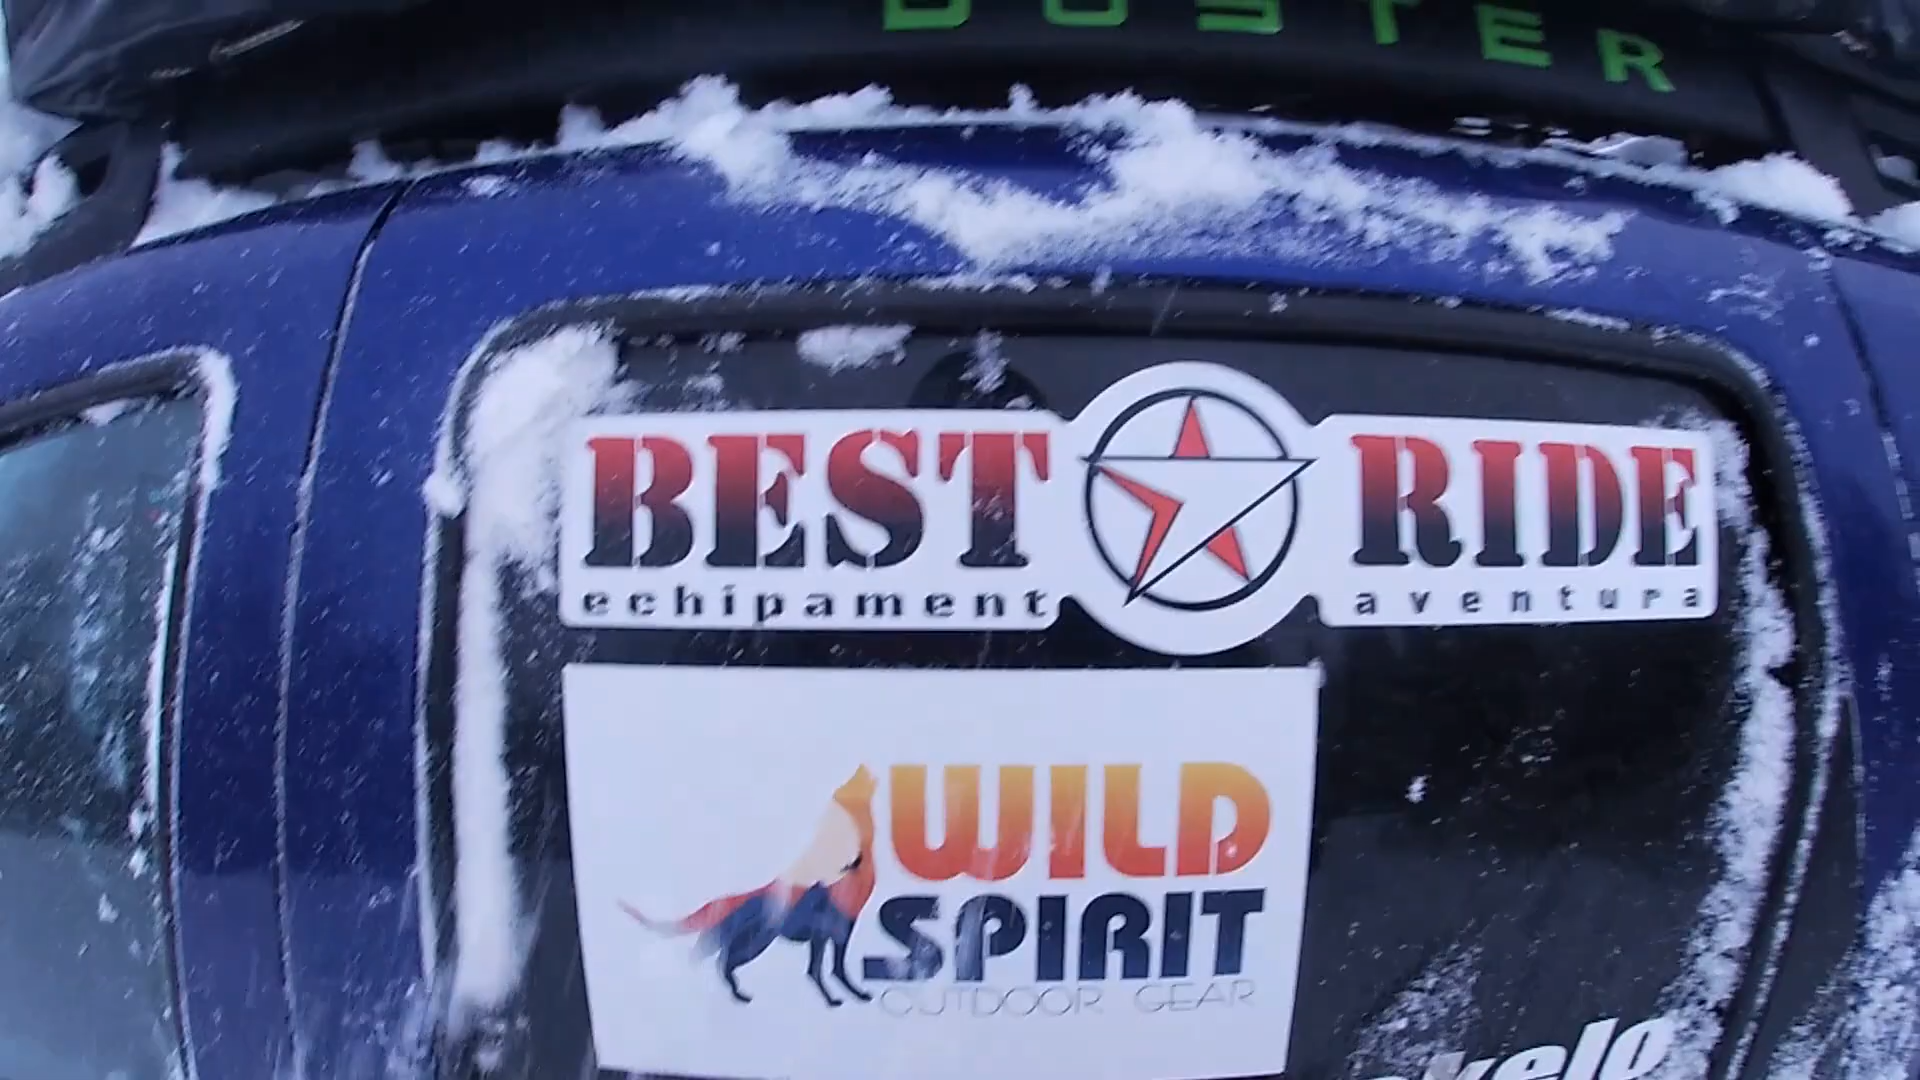 DUSTER
BEST RIDE
echipament aventura
WILD
SPIRIT
OUTDOOR GEAR